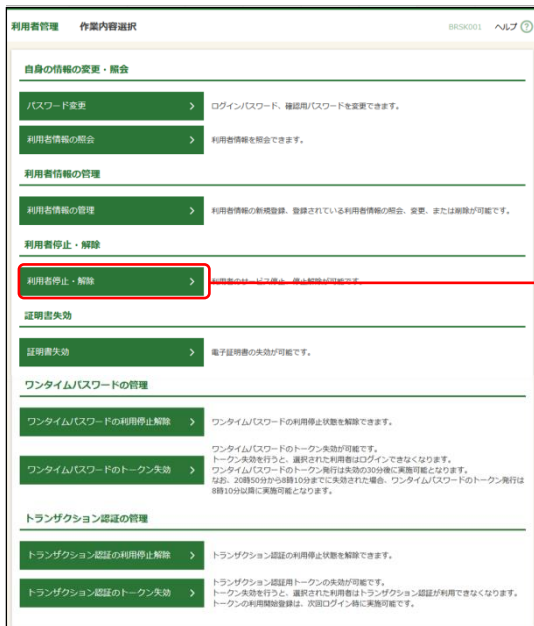 利用者管理 作業内容選択 BRSK001 ヘルプ ?
自身の情報の変更・照会
パスワード変更 ログインパスワード、確認用パスワードを変更できます。
利用者情報の照会 利用者情報を照会できます。
利用者情報の管理
利用者情報の管理 利用者情報の新規登録、登録されている利用者情報の照会、変更、または削除が可能です。
利用者停止・解除
利用者停止・解除 利用者のサービス停止、停止解除が可能です。
証明書失効
証明書失効 電子証明書の失効が可能です。
ワンタイムパスワードの管理
ワンタイムパスワードの利用停止解除 ワンタイムパスワードの利用停止状態を解除できます。
ワンタイムパスワードのトークン失効 ワンタイムパスワードのトークン失効が可能です。
トークン失効を行うと、選択された利用者はログインできなくなります。
ワンタイムパスワードのトークン発行は失効の30分後に実施可能となります。
なお、20時50分から8時10分までに失効された場合、ワンタイムパスワードのトークン発行は
8時10分以降に実施可能となります。
トランザクション認証の管理
トランザクション認証の利用停止解除 トランザクション認証の利用停止状態を解除できます。
トランザクション認証のトークン失効 トランザクション認証用トークンの失効が可能です。
トークン失効を行うと、選択された利用者はトランザクション認証が利用できなくなります。
トークンの利用開始登録は、次回ログイン時に実施可能です。